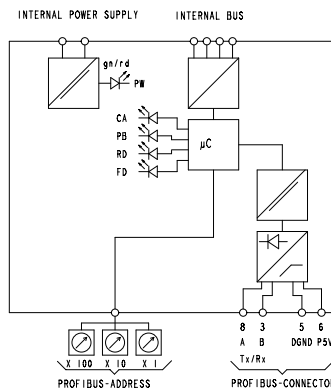 INTERNAL POWER SUPPLY INTERNAL BUS
gn/rd
PW
CA
PB
RD
FD
µC
8 3 5 6
A B DGND P5V
Tx/Rx
X 100 X 10 X 1
PROFIBUS-ADDRESS PROFIBUS-CONNECTO